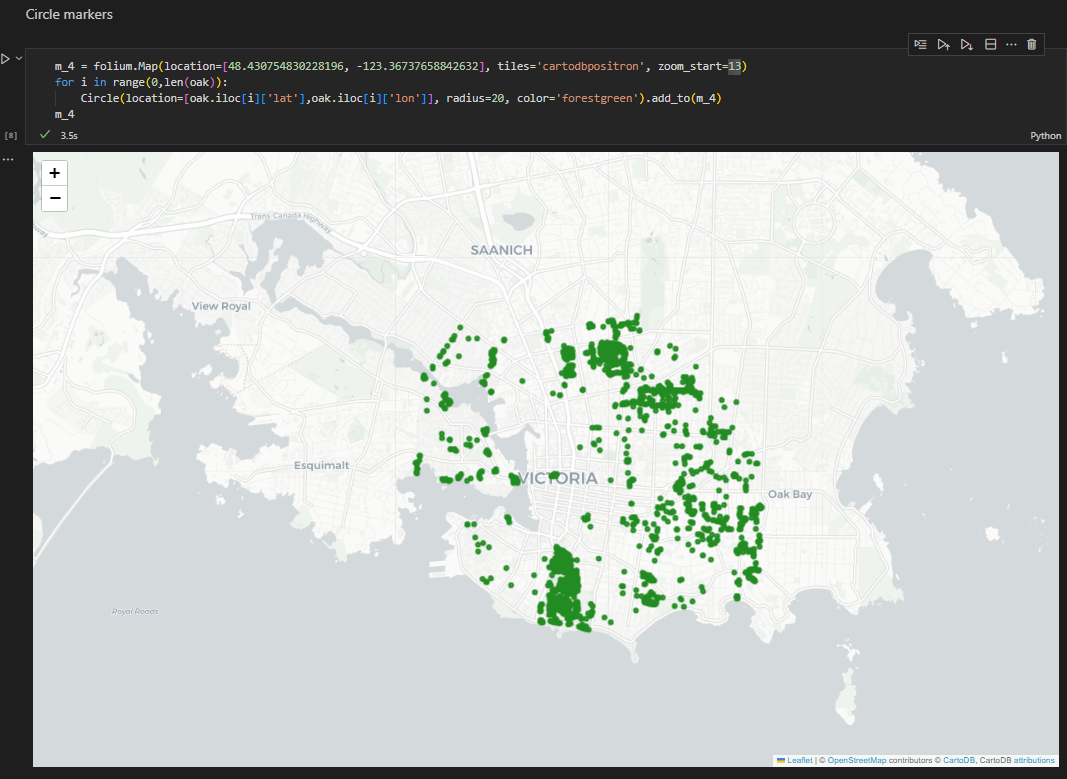 Circle markers
m_4 = folium.Map(location=[48.430754830228196, -123.36737658842632], tiles='cartodbpositron', zoom_start=13)
for i in range(0,len(oak)):
    Circle(location=[oak.iloc[i]['lat'],oak.iloc[i]['lon']], radius=20, color='forestgreen').add_to(m_4)
m_4
[8]
3.5s
Python
...
+
−
Trans-Canada Highway
SAANICH
View Royal
Esquimalt
VICTORIA
Oak Bay
Royal Roads
Leaflet | © OpenStreetMap contributors © CartoDB, CartoDB attributions